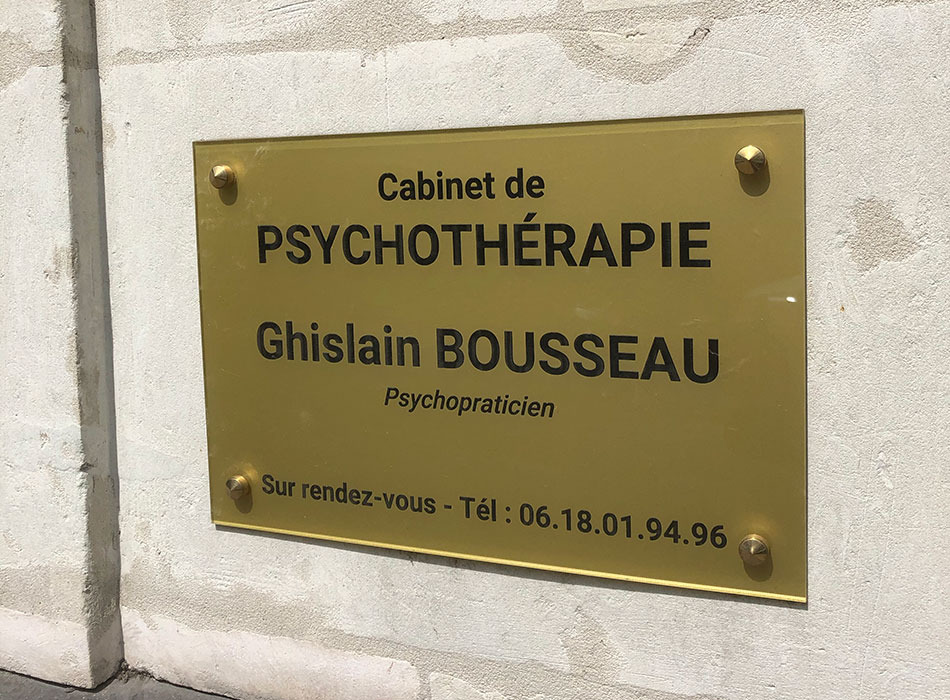 Cabinet de
PSYCHOTHÉRAPIE
Ghislain BOUSSEAU
Psychopraticien
Sur rendez-vous - Tél : 06.18.01.94.96